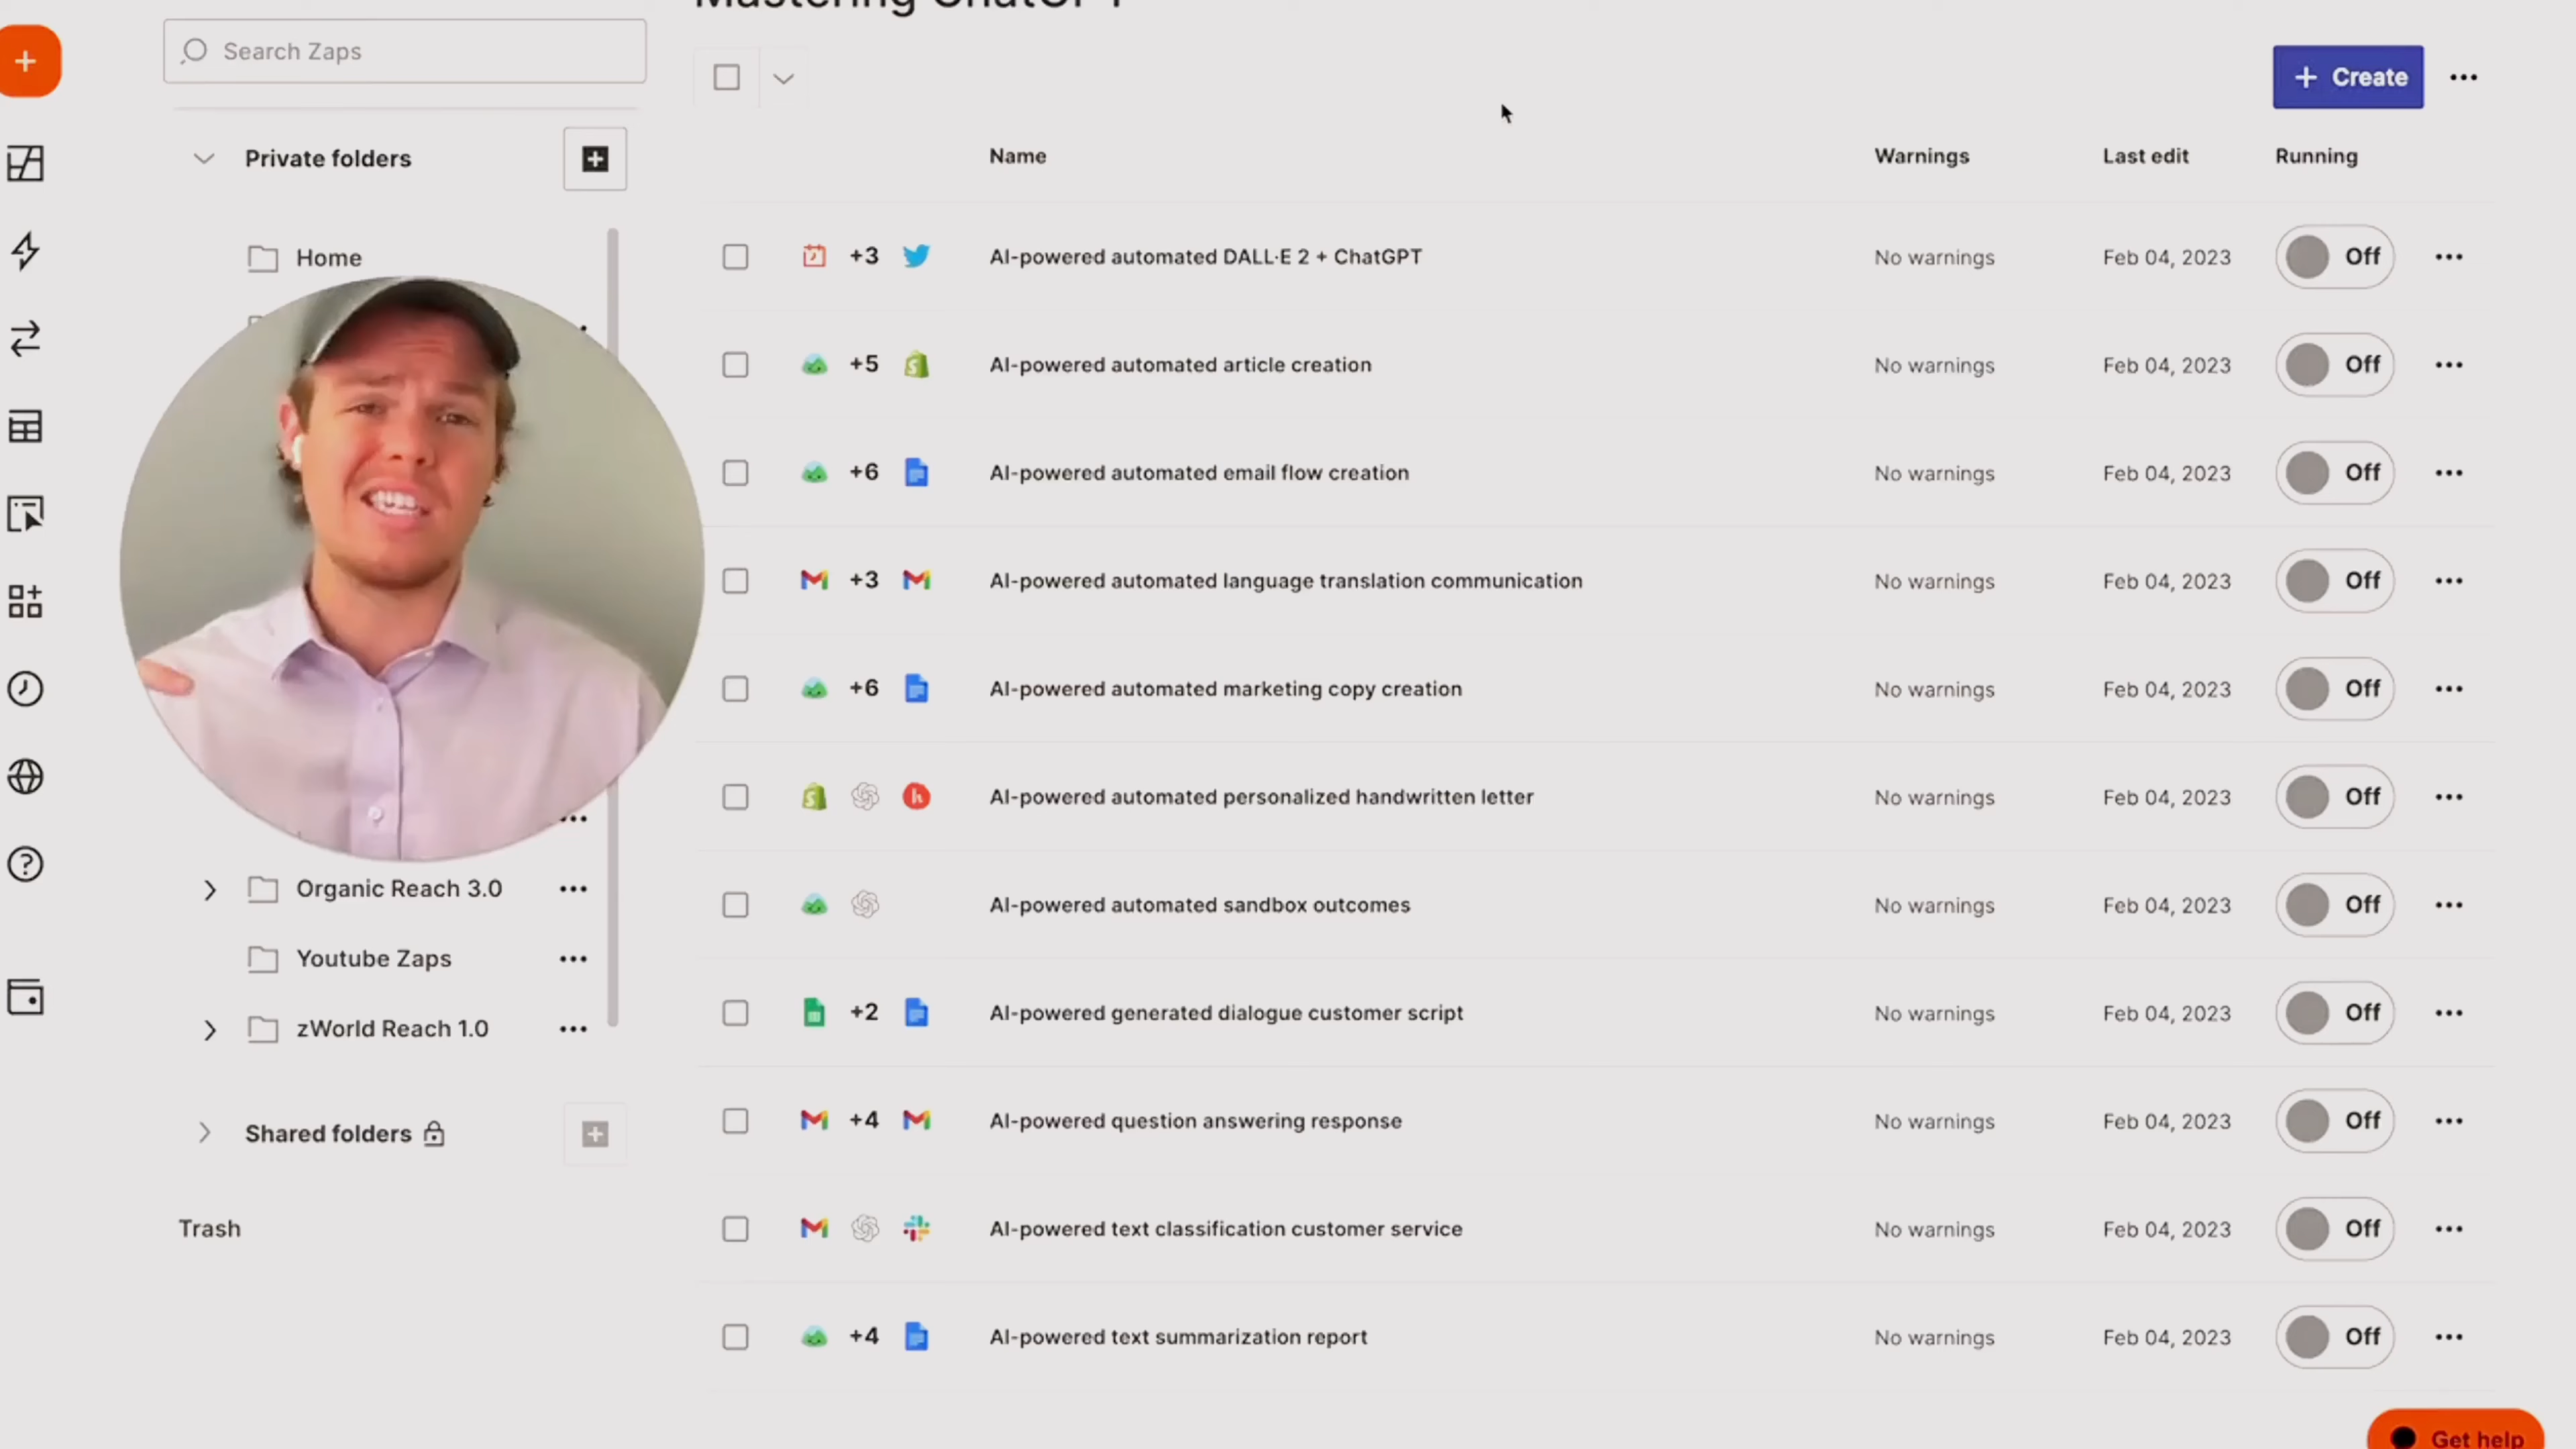 Mastering ChatGPT
Search Zaps
+ Create
Private folders
Name
Warnings
Last edit
Running
Home
+3
AI-powered automated DALL·E 2 + ChatGPT
No warnings
Feb 04, 2023
Off
+5
AI-powered automated article creation
No warnings
Feb 04, 2023
Off
+6
AI-powered automated email flow creation
No warnings
Feb 04, 2023
Off
+3
AI-powered automated language translation communication
No warnings
Feb 04, 2023
Off
+6
AI-powered automated marketing copy creation
No warnings
Feb 04, 2023
Off
AI-powered automated personalized handwritten letter
No warnings
Feb 04, 2023
Off
Organic Reach 3.0
AI-powered automated sandbox outcomes
No warnings
Feb 04, 2023
Off
Youtube Zaps
+2
AI-powered generated dialogue customer script
No warnings
Feb 04, 2023
Off
zWorld Reach 1.0
Shared folders
+4
AI-powered question answering response
No warnings
Feb 04, 2023
Off
Trash
AI-powered text classification customer service
No warnings
Feb 04, 2023
Off
+4
AI-powered text summarization report
No warnings
Feb 04, 2023
Off
Get help